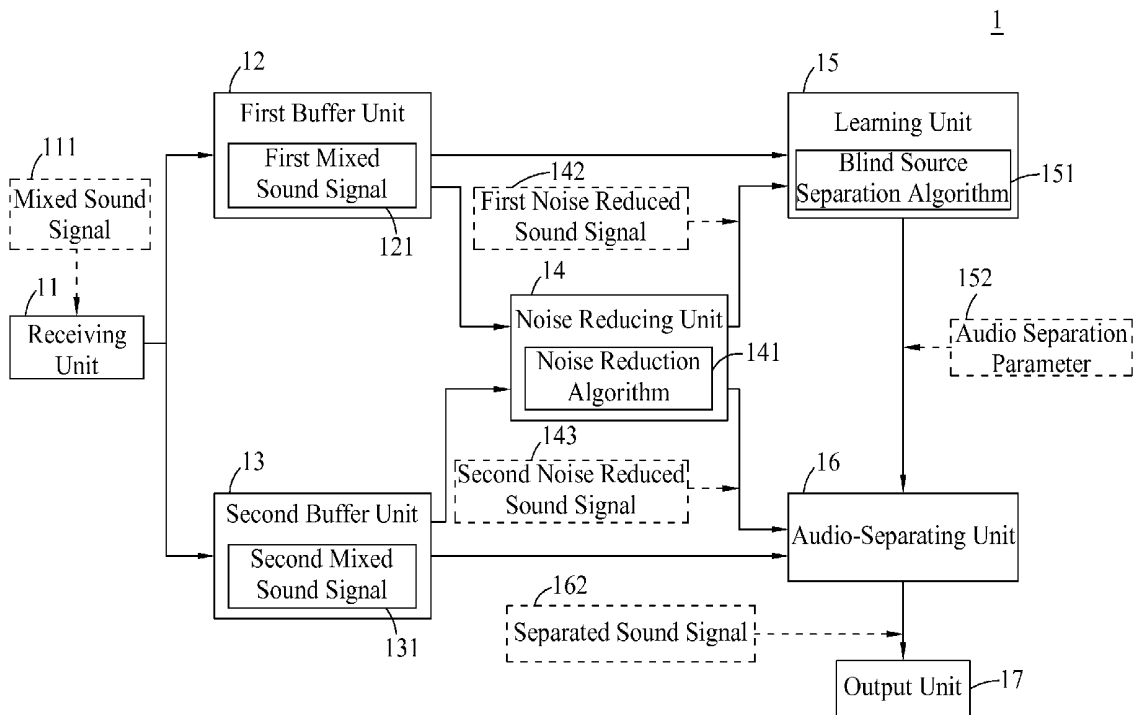 1
12
First Buffer Unit
First Mixed
Sound Signal
121
15
Learning Unit
Blind Source
Separation Algorithm
151
111
Mixed Sound
Signal
142
First Noise Reduced
Sound Signal
11
Receiving
Unit
14
Noise Reducing Unit
Noise Reduction
Algorithm
141
152
Audio Separation
Parameter
143
Second Noise Reduced
Sound Signal
13
Second Buffer Unit
Second Mixed
Sound Signal
131
16
Audio-Separating Unit
162
Separated Sound Signal
Output Unit
17